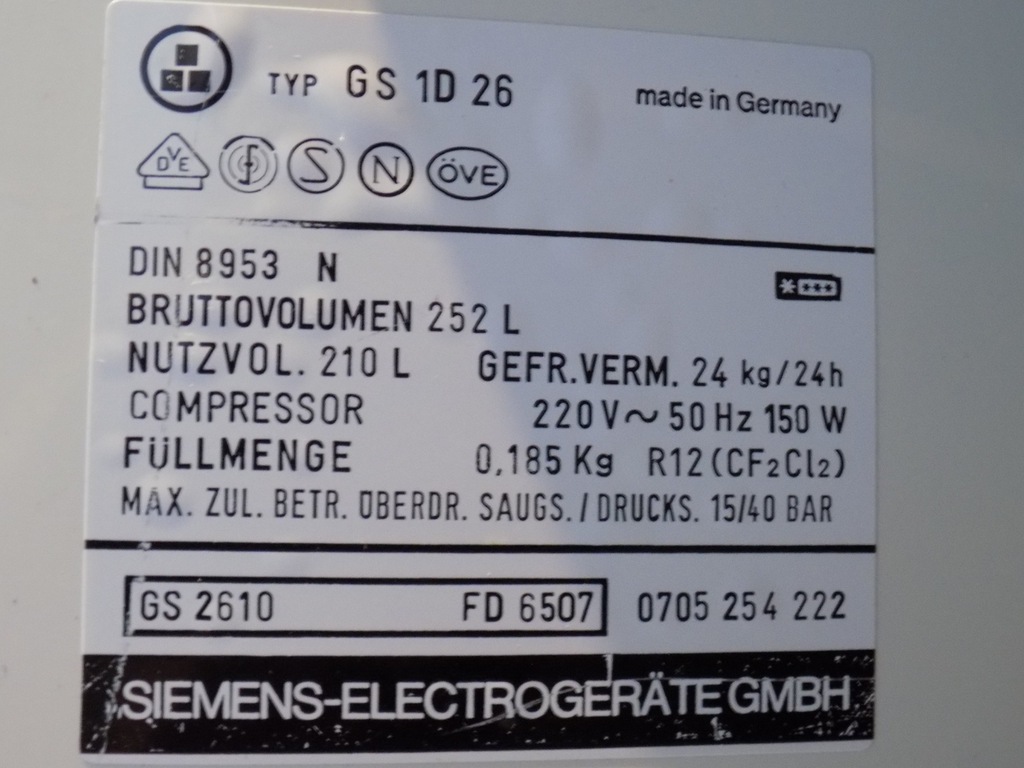 TYP GS 1D 26 made in Germany
DVE S N ÖVE
DIN 8953 N
BRUTTOVOLUMEN 252 L
NUTZVOL. 210 L GEFR.VERM. 24 kg/24h
COMPRESSOR 220V~ 50 Hz 150 W
FÜLLMENGE 0,185 Kg R12 (CF₂Cl₂)
MAX. ZUL. BETR. ÜBERDR. SAUGS./DRUCKS. 15/40 BAR
GS 2610 FD 6507 0705 254 222
SIEMENS-ELECTROGERÄTE GMBH